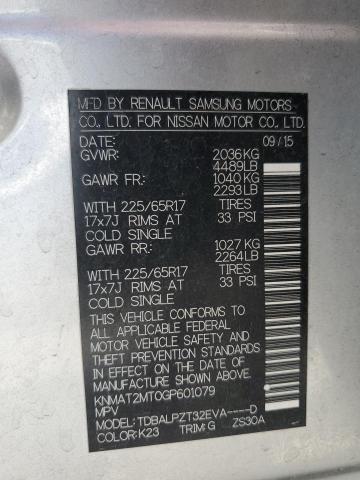 MFD BY RENAULT SAMSUNG MOTORS
CO., LTD. FOR NISSAN MOTOR CO., LTD.
DATE: 09/15
GVWR: 2036KG
4489LB
GAWR FR: 1040KG
2293LB
WITH 225/65R17 TIRES
17x7J RIMS AT 33 PSI
COLD SINGLE
GAWR RR: 1027KG
2264LB
WITH 225/65R17 TIRES
17x7J RIMS AT 33 PSI
COLD SINGLE
THIS VEHICLE CONFORMS TO
ALL APPLICABLE FEDERAL
MOTOR VEHICLE SAFETY, BUMPER
AND THEFT PREVENTION STANDARDS
IN EFFECT ON THE DATE OF
MANUFACTURE SHOWN ABOVE.
KNMAT2MT0GP601079
MPV
MODEL:TDBALPZT32EVA----D
COLOR:K23 TRIM:G ZS30A